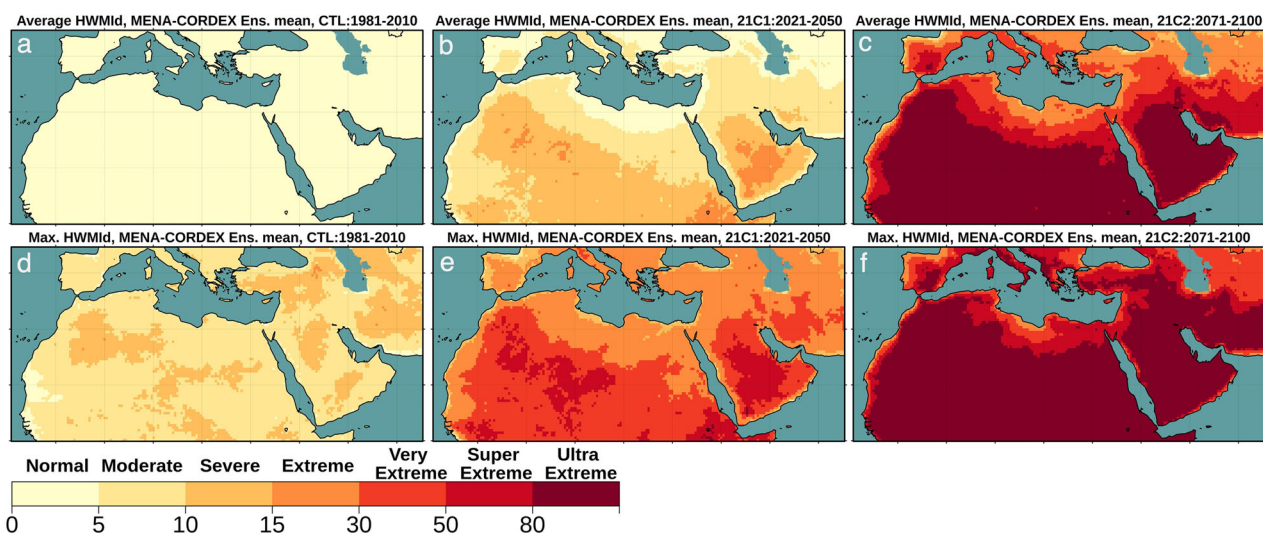 Average HWMId, MENA-CORDEX Ens. mean, CTL:1981-2010
Average HWMId, MENA-CORDEX Ens. mean, 21C1:2021-2050
Average HWMId, MENA-CORDEX Ens. mean, 21C2:2071-2100
a
b
c
Max. HWMId, MENA-CORDEX Ens. mean, CTL:1981-2010
Max. HWMId, MENA-CORDEX Ens. mean, 21C1:2021-2050
Max. HWMId, MENA-CORDEX Ens. mean, 21C2:2071-2100
d
e
f
Normal Moderate Severe Extreme Very Extreme Super Extreme Ultra Extreme
0 5 10 15 30 50 80